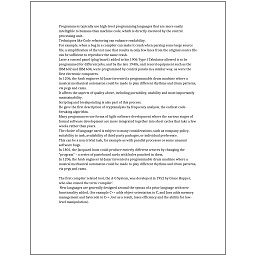 Programmers typically use high-level programming languages that are more easily
intelligible to humans than machine code, which is directly executed by the central
processing unit.
Techniques like Code refactoring can enhance readability.
For example, when a bug in a compiler can make it crash when parsing some large source
file, a simplification of the test case that results in only few lines from the original source file
can be sufficient to reproduce the same crash.
Later a control panel (plug board) added to his 1906 Type I Tabulator allowed it to be
programmed for different jobs, and by the late 1940s, unit record equipment such as the
IBM 602 and IBM 604, were programmed by control panels in a similar way, as were the
first electronic computers.
In 1206, the Arab engineer Al-Jazari invented a programmable drum machine where a
musical mechanical automaton could be made to play different rhythms and drum patterns,
via pegs and cams.
It affects the aspects of quality above, including portability, usability and most importantly
maintainability.
Scripting and breakpointing is also part of this process.
He gave the first description of cryptanalysis by frequency analysis, the earliest code-
breaking algorithm.
Many programmers use forms of Agile software development where the various stages of
formal software development are more integrated together into short cycles that take a few
weeks rather than years.
The choice of language used is subject to many considerations, such as company policy,
suitability to task, availability of third-party packages, or individual preference.
This can be a non-trivial task, for example as with parallel processes or some unusual
software bugs.
In 1801, the Jacquard loom could produce entirely different weaves by changing the
"program" – a series of pasteboard cards with holes punched in them.
In 1206, the Arab engineer Al-Jazari invented a programmable drum machine where a
musical mechanical automaton could be made to play different rhythms and drum patterns,
via pegs and cams.
The first compiler related tool, the A-0 System, was developed in 1952 by Grace Hopper,
who also coined the term 'compiler'.
New languages are generally designed around the syntax of a prior language with new
functionality added, (for example C++ adds object-orientation to C, and Java adds memory
management and bytecode to C++, but as a result, loses efficiency and the ability for low-
level manipulation).